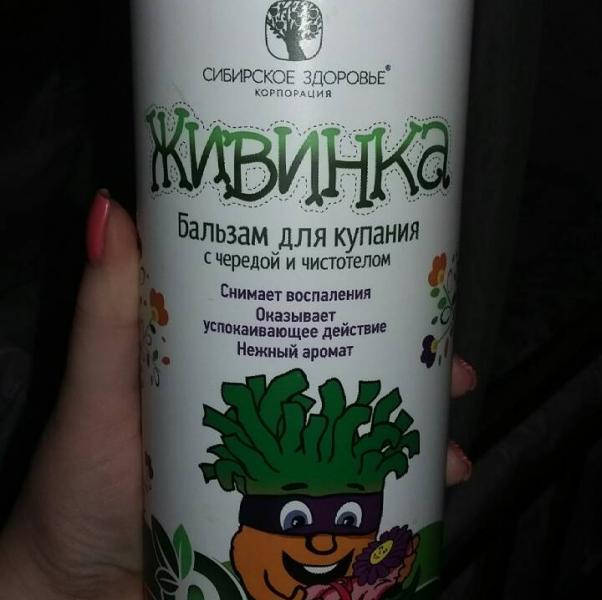 СИБИРСКОЕ ЗДОРОВЬЕ®
КОРПОРАЦИЯ
ЖИВИНКА
Бальзам для купания
с чередой и чистотелом
Снимает воспаления
Оказывает
успокаивающее действие
Нежный аромат